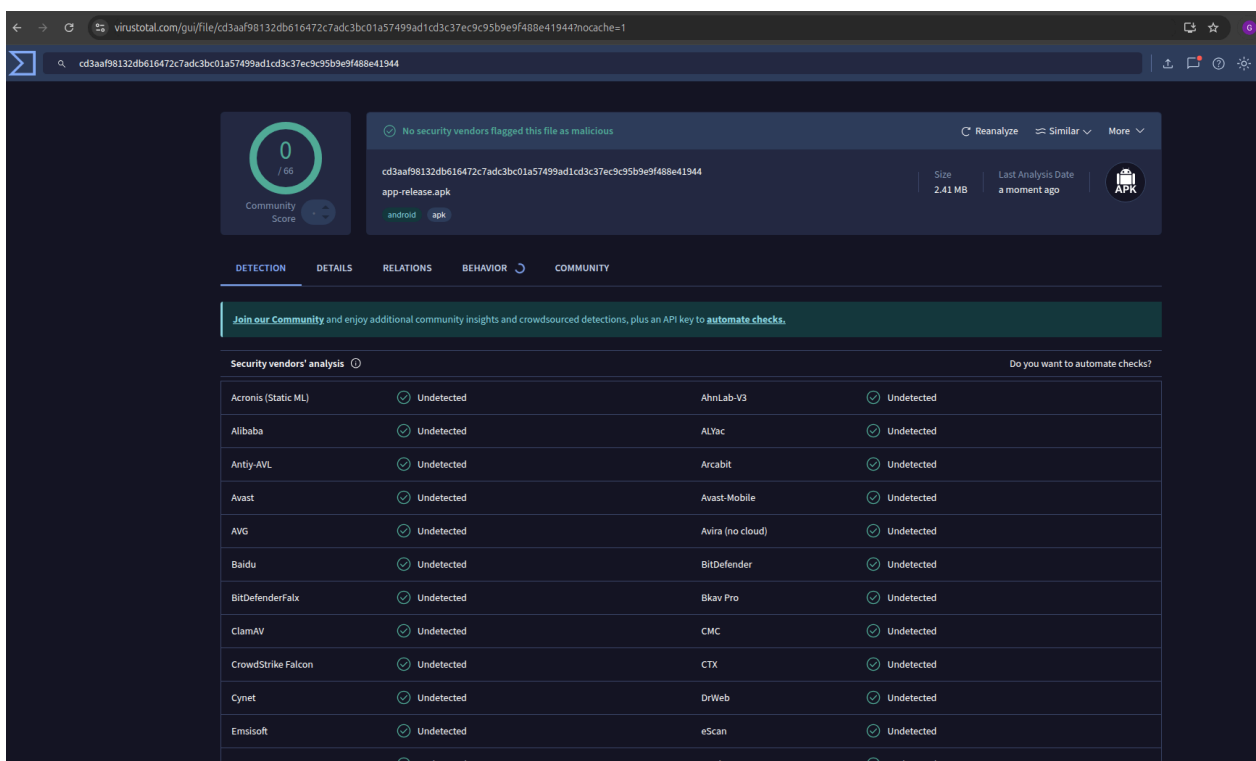 virustotal.com/gui/file/cd3aaf98132db616472c7adc3bc01a57499ad1cd3c37ec9c95b9e9f488e41944?nocache=1
G
cd3aaf98132db616472c7adc3bc01a57499ad1cd3c37ec9c95b9e9f488e41944
0
/ 66
Community
Score
No security vendors flagged this file as malicious
Reanalyze Similar More
cd3aaf98132db616472c7adc3bc01a57499ad1cd3c37ec9c95b9e9f488e41944
app-release.apk
android apk
Size
2.41 MB
Last Analysis Date
a moment ago
APK
DETECTION DETAILS RELATIONS BEHAVIOR COMMUNITY
Join our Community and enjoy additional community insights and crowdsourced detections, plus an API key to automate checks.
Security vendors' analysis Do you want to automate checks?
Acronis (Static ML) Undetected AhnLab-V3 Undetected
Alibaba Undetected ALYac Undetected
Antiy-AVL Undetected Arcabit Undetected
Avast Undetected Avast-Mobile Undetected
AVG Undetected Avira (no cloud) Undetected
Baidu Undetected BitDefender Undetected
BitDefenderFalx Undetected Bkav Pro Undetected
ClamAV Undetected CMC Undetected
CrowdStrike Falcon Undetected CTX Undetected
Cynet Undetected DrWeb Undetected
Emsisoft Undetected eScan Undetected